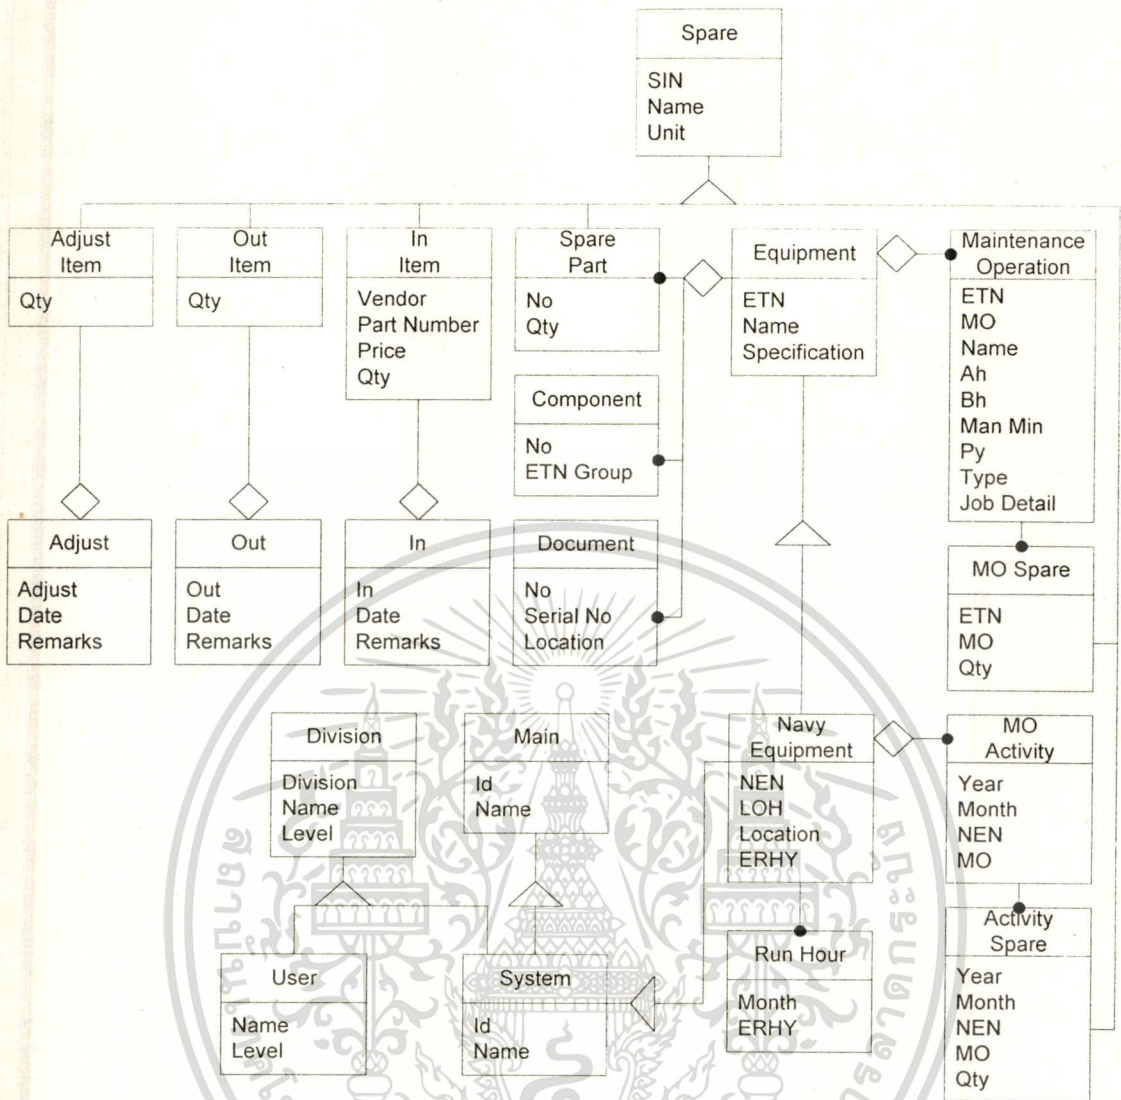 Spare
SIN
Name
Unit
Adjust
Item
Qty
Out
Item
Qty
In
Item
Vendor
Part Number
Price
Qty
Spare
Part
No
Qty
Equipment
ETN
Name
Specification
Maintenance
Operation
ETN
MO
Name
Ah
Bh
Man Min
Py
Type
Job Detail
Component
No
ETN Group
Adjust
Adjust
Date
Remarks
Out
Out
Date
Remarks
In
In
Date
Remarks
Document
No
Serial No
Location
MO Spare
ETN
MO
Qty
Division
Division
Name
Level
Main
Id
Name
Navy
Equipment
NEN
LOH
Location
ERHY
MO
Activity
Year
Month
NEN
MO
User
Name
Level
System
Id
Name
Run Hour
Month
ERHY
Activity
Spare
Year
Month
NEN
MO
Qty